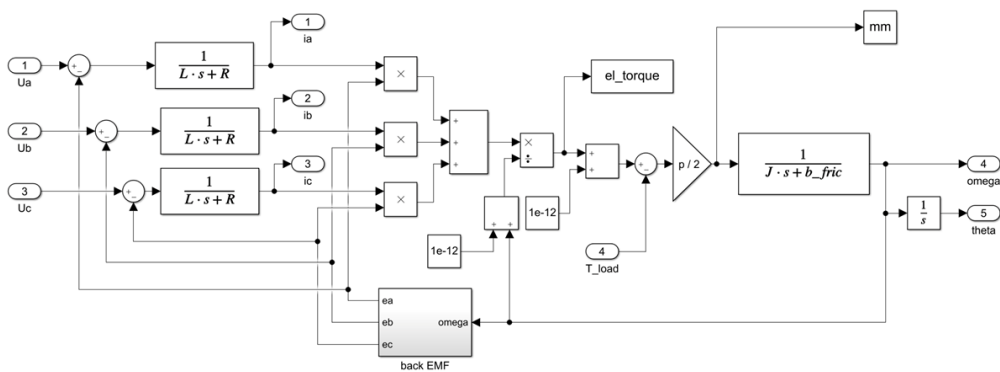 1
ia
mm
1
Ua
+
-
1
L · s + R
×
el_torque
2
ib
2
Ub
+
-
1
L · s + R
×
+
+
+
×
÷
+
+
+
-
p / 2
1
J · s + b_fric
4
omega
3
ic
3
Uc
+
-
1
L · s + R
×
1e-12
+
+
1
s
5
theta
1e-12
4
T_load
ea
eb
ec
omega
back EMF